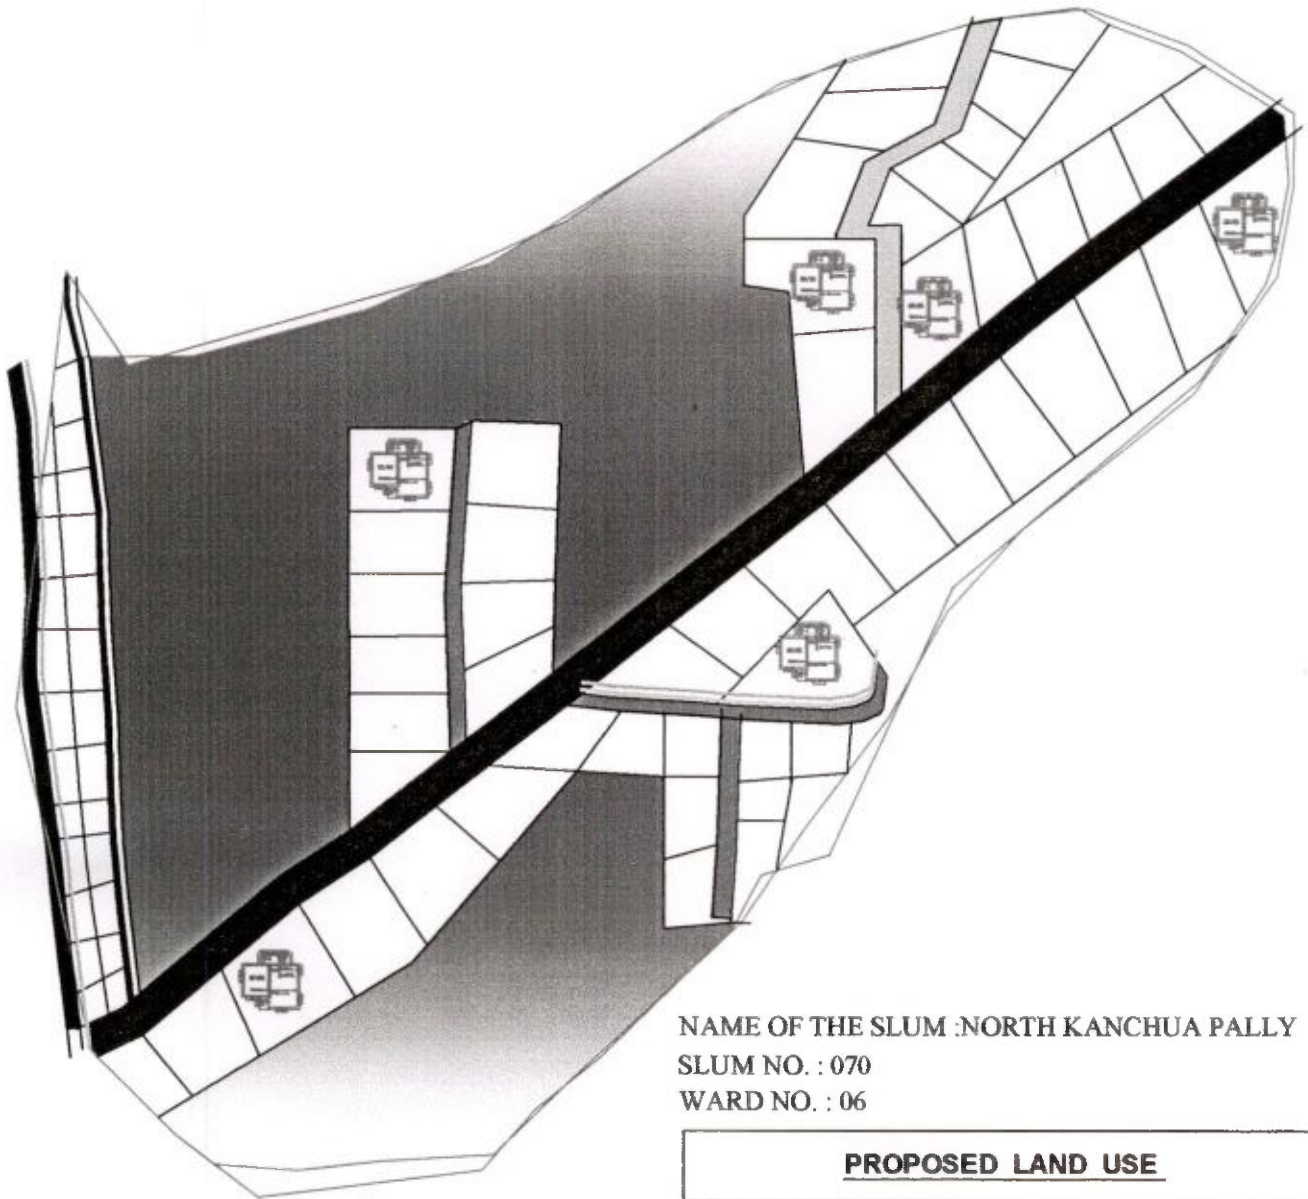 NAME OF THE SLUM :NORTH KANCHUA PALLY
SLUM NO. : 070
WARD NO. : 06
PROPOSED LAND USE